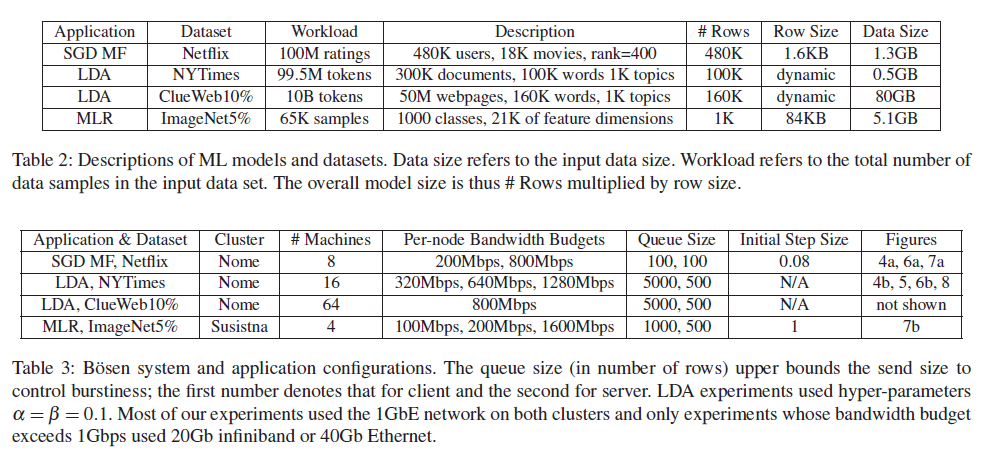 Application Dataset Workload Description # Rows Row Size Data Size
SGD MF Netflix 100M ratings 480K users, 18K movies, rank=400 480K 1.6KB 1.3GB
LDA NYTimes 99.5M tokens 300K documents, 100K words 1K topics 100K dynamic 0.5GB
LDA ClueWeb10% 10B tokens 50M webpages, 160K words, 1K topics 160K dynamic 80GB
MLR ImageNet5% 65K samples 1000 classes, 21K of feature dimensions 1K 84KB 5.1GB
Table 2: Descriptions of ML models and datasets. Data size refers to the input data size. Workload refers to the total number of
data samples in the input data set. The overall model size is thus # Rows multiplied by row size.
Application & Dataset Cluster # Machines Per-node Bandwidth Budgets Queue Size Initial Step Size Figures
SGD MF, Netflix Nome 8 200Mbps, 800Mbps 100, 100 0.08 4a, 6a, 7a
LDA, NYTimes Nome 16 320Mbps, 640Mbps, 1280Mbps 5000, 500 N/A 4b, 5, 6b, 8
LDA, ClueWeb10% Nome 64 800Mbps 5000, 500 N/A not shown
MLR, ImageNet5% Susistna 4 100Mbps, 200Mbps, 1600Mbps 1000, 500 1 7b
Table 3: Bösen system and application configurations. The queue size (in number of rows) upper bounds the send size to
control burstiness; the first number denotes that for client and the second for server. LDA experiments used hyper-parameters
α = β = 0.1. Most of our experiments used the 1GbE network on both clusters and only experiments whose bandwidth budget
exceeds 1Gbps used 20Gb infiniband or 40Gb Ethernet.